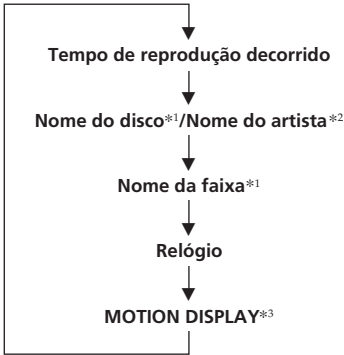 Tempo de reprodução decorrido
Nome do disco*1/Nome do artista*2
Nome da faixa*1
Relógio
MOTION DISPLAY*3